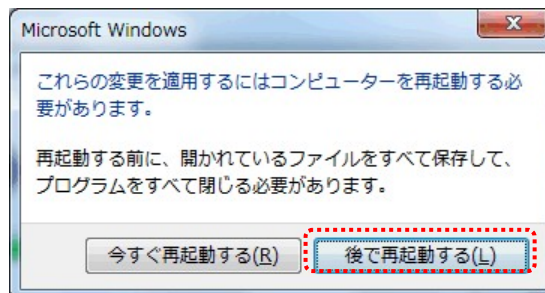 Microsoft Windows
これらの変更を適用するにはコンピューターを再起動する必
要があります。
再起動する前に、開かれているファイルをすべて保存して、
プログラムをすべて閉じる必要があります。
今すぐ再起動する(R) 後で再起動する(L)